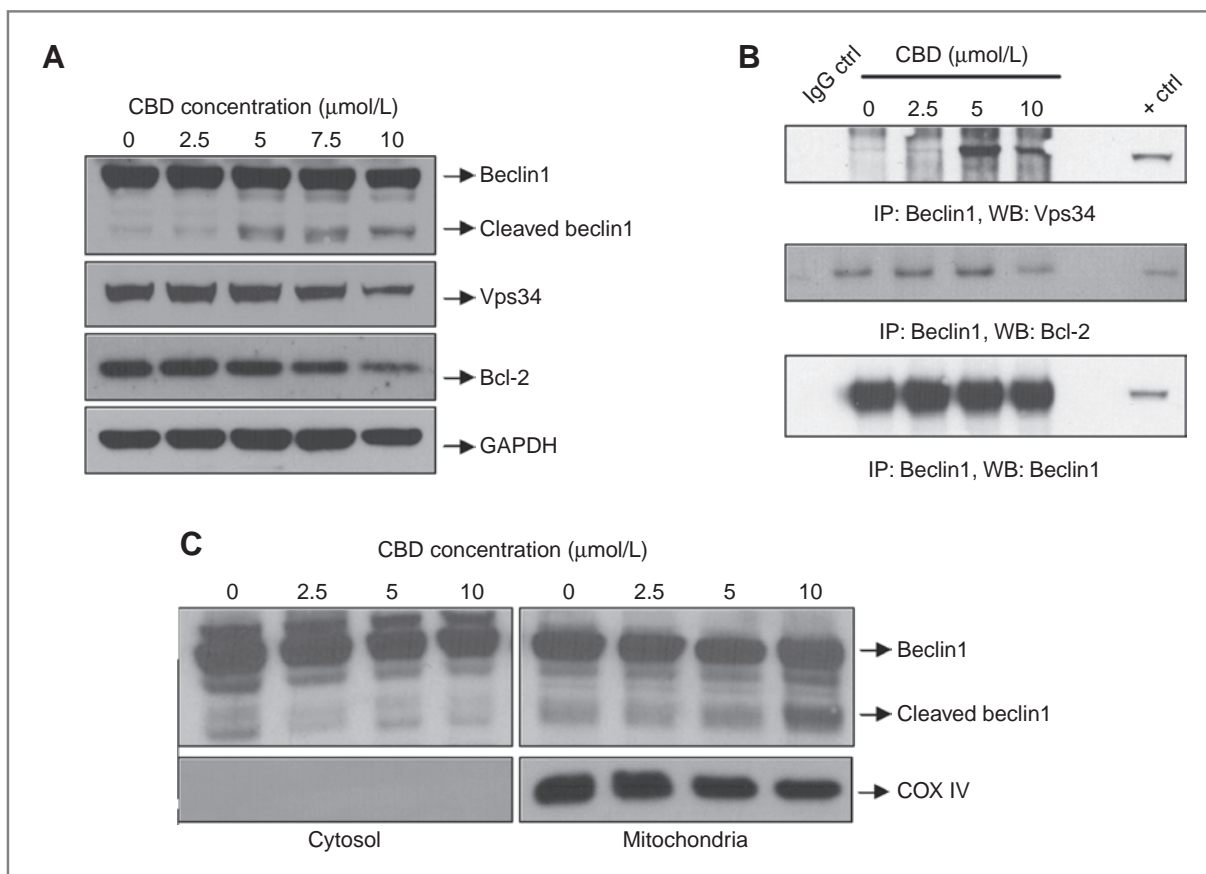 A
CBD concentration (μmol/L)
0 2.5 5 7.5 10
Beclin1
Cleaved beclin1
Vps34
Bcl-2
GAPDH
B
IgG ctrl
CBD (μmol/L)
+ ctrl
0 2.5 5 10
IP: Beclin1, WB: Vps34
IP: Beclin1, WB: Bcl-2
IP: Beclin1, WB: Beclin1
C
CBD concentration (μmol/L)
0 2.5 5 10 0 2.5 5 10
Beclin1
Cleaved beclin1
COX IV
Cytosol Mitochondria